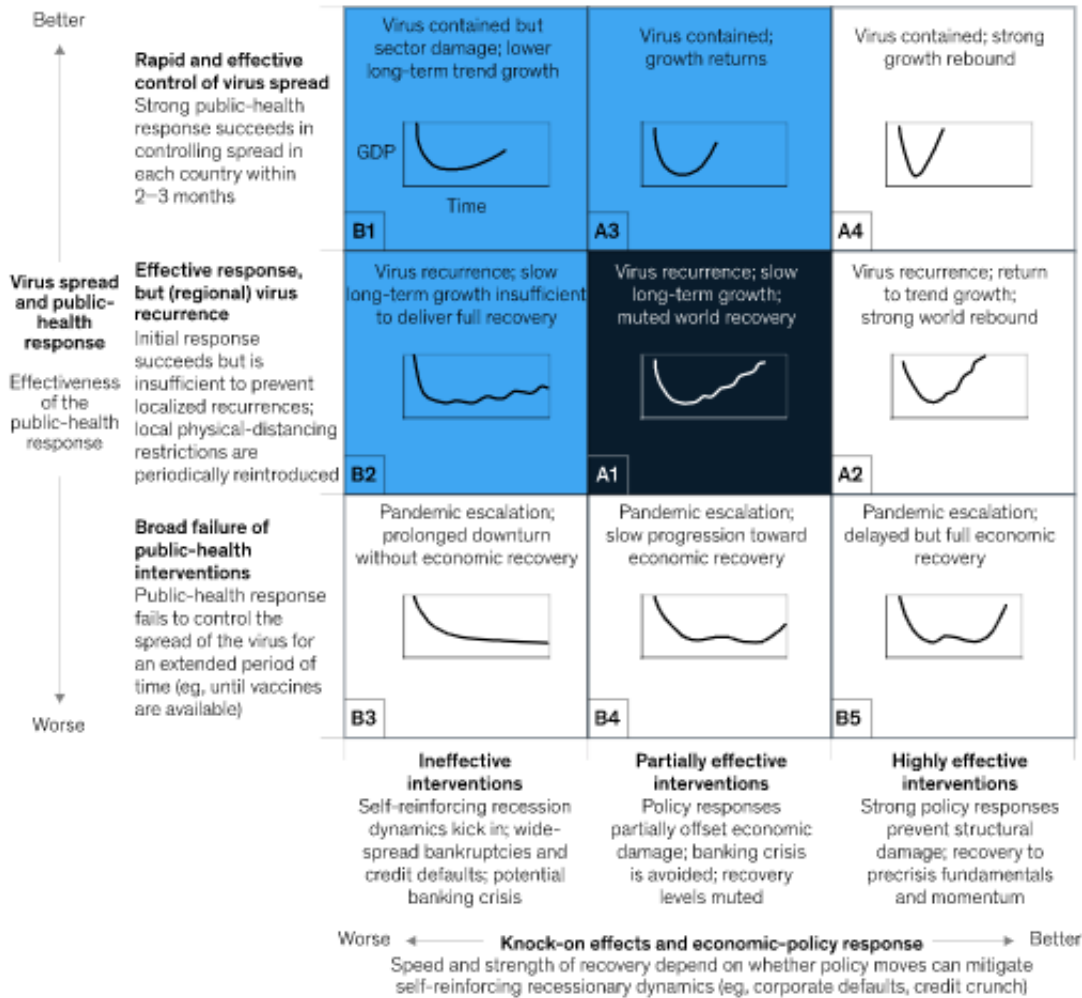 Better
Rapid and effective
control of virus spread
Strong public-health
response succeeds in
controlling spread in
each country within
2–3 months
Virus contained but
sector damage; lower
long-term trend growth
GDP
Time
B1
Virus contained;
growth returns
A3
Virus contained; strong
growth rebound
A4
Virus spread
and public-
health
response
Effectiveness
of the
public-health
response
Effective response,
but (regional) virus
recurrence
Initial response
succeeds but is
insufficient to prevent
localized recurrences;
local physical-distancing
restrictions are
periodically reintroduced
Virus recurrence; slow
long-term growth insufficient
to deliver full recovery
B2
Virus recurrence; slow
long-term growth;
muted world recovery
A1
Virus recurrence; return
to trend growth;
strong world rebound
A2
Broad failure of
public-health
interventions
Public-health response
fails to control the
spread of the virus for
an extended period of
time (eg, until vaccines
are available)
Worse
Pandemic escalation;
prolonged downturn
without economic recovery
B3
Pandemic escalation;
slow progression toward
economic recovery
B4
Pandemic escalation;
delayed but full economic
recovery
B5
Ineffective
interventions
Self-reinforcing recession
dynamics kick in; wide-
spread bankruptcies and
credit defaults; potential
banking crisis
Partially effective
interventions
Policy responses
partially offset economic
damage; banking crisis
is avoided; recovery
levels muted
Highly effective
interventions
Strong policy responses
prevent structural
damage; recovery to
precrisis fundamentals
and momentum
Worse
Knock-on effects and economic-policy response
Better
Speed and strength of recovery depend on whether policy moves can mitigate
self-reinforcing recessionary dynamics (eg, corporate defaults, credit crunch)